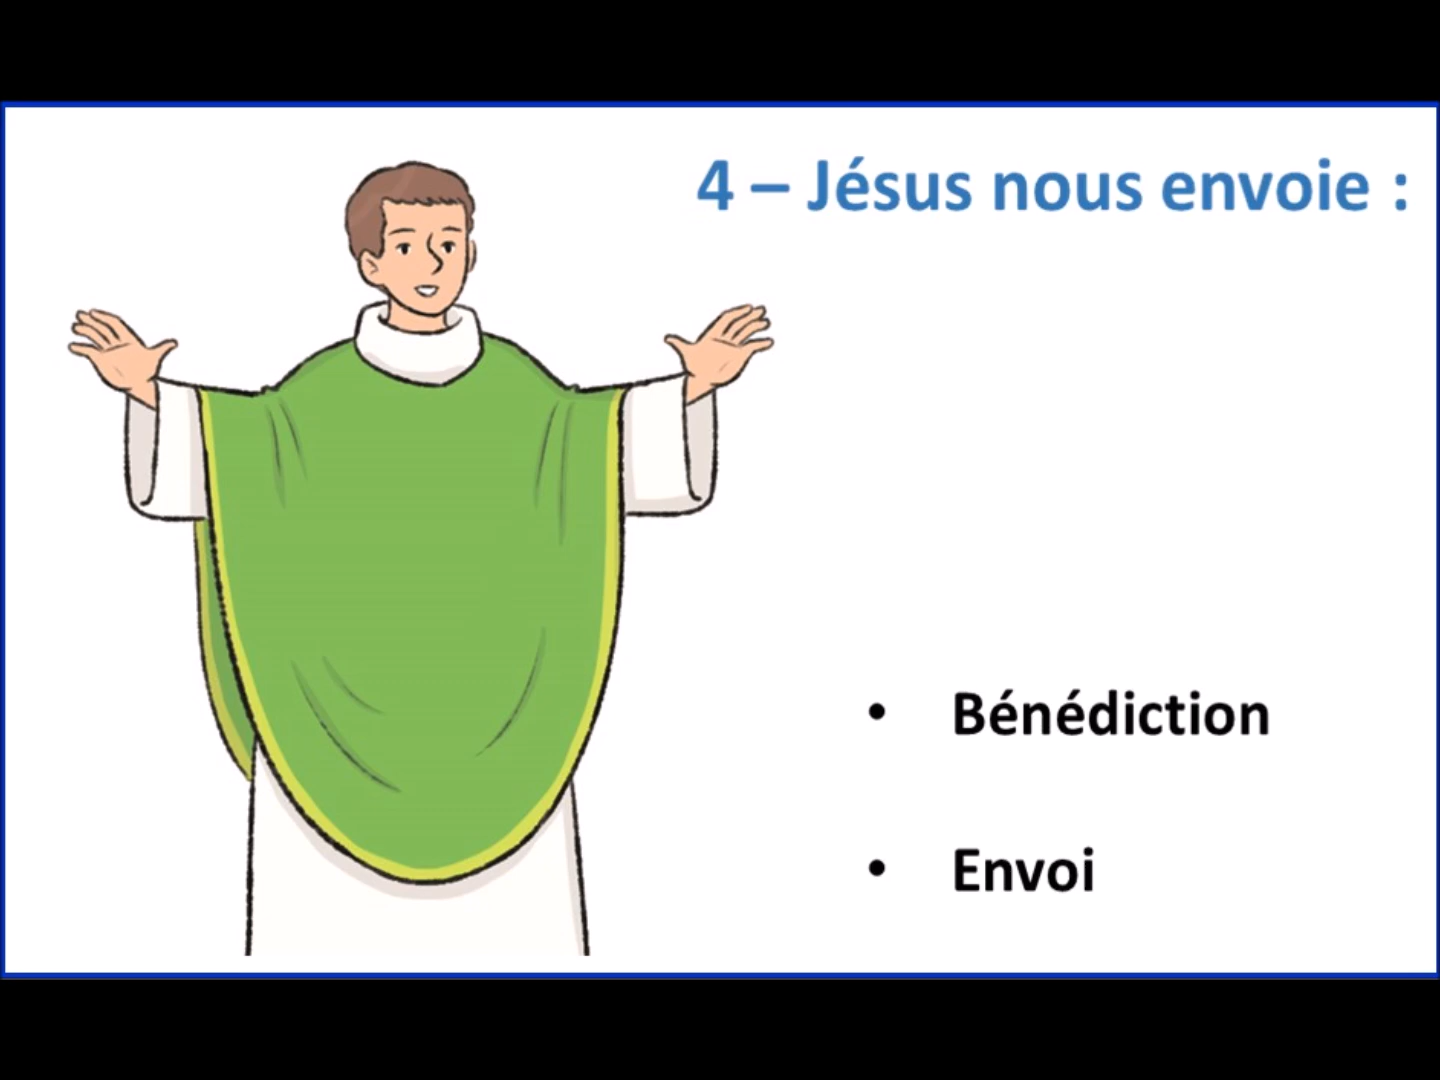 4 – Jésus nous envoie :
• Bénédiction
• Envoi